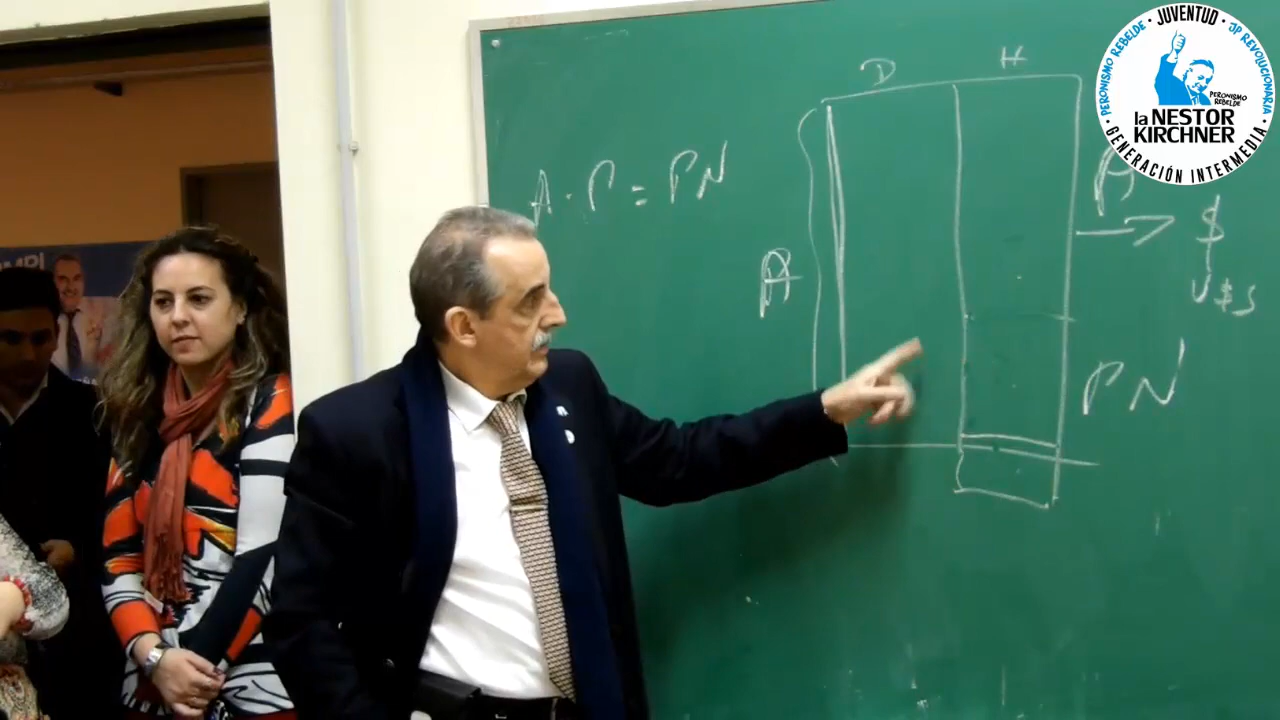 D H
A - P = PN
A
P → $
U$S
PN
PERONISMO REBELDE · JUVENTUD · JP REVOLUCIONARIA
PERONISMO
REBELDE
la NESTOR
KIRCHNER
· GENERACIÓN INTERMEDIA ·